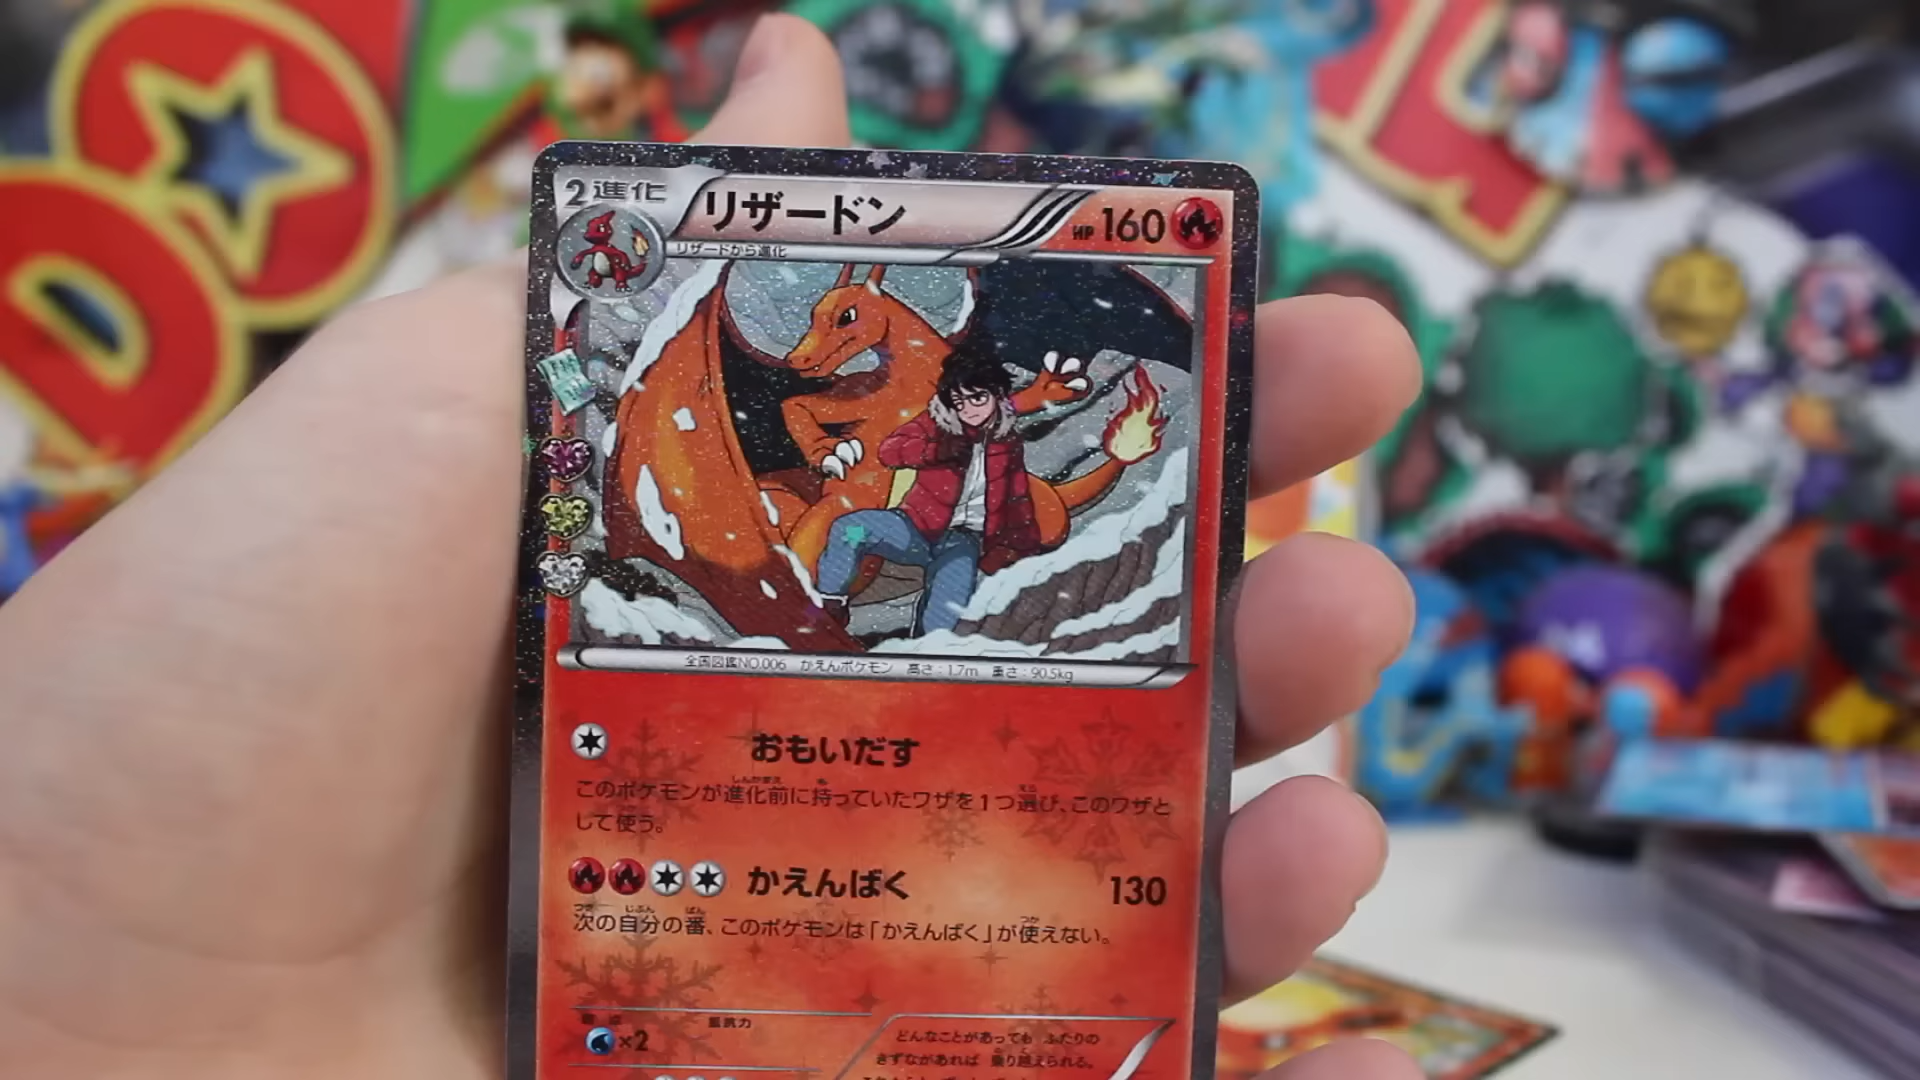 2進化
リザードン
HP 160
リザードから進化
全国図鑑NO.006 かえんポケモン 高さ:1.7m 重さ:90.5kg
おもいだす
このポケモンが進化前に持っていたワザを1つ選び、このワザと
して使う。
かえんばく 130
次の自分の番、このポケモンは「かえんばく」が使えない。
弱点 抵抗力
×2
どんなことがあっても ふたりの
きずながあれば 乗り越えられる。